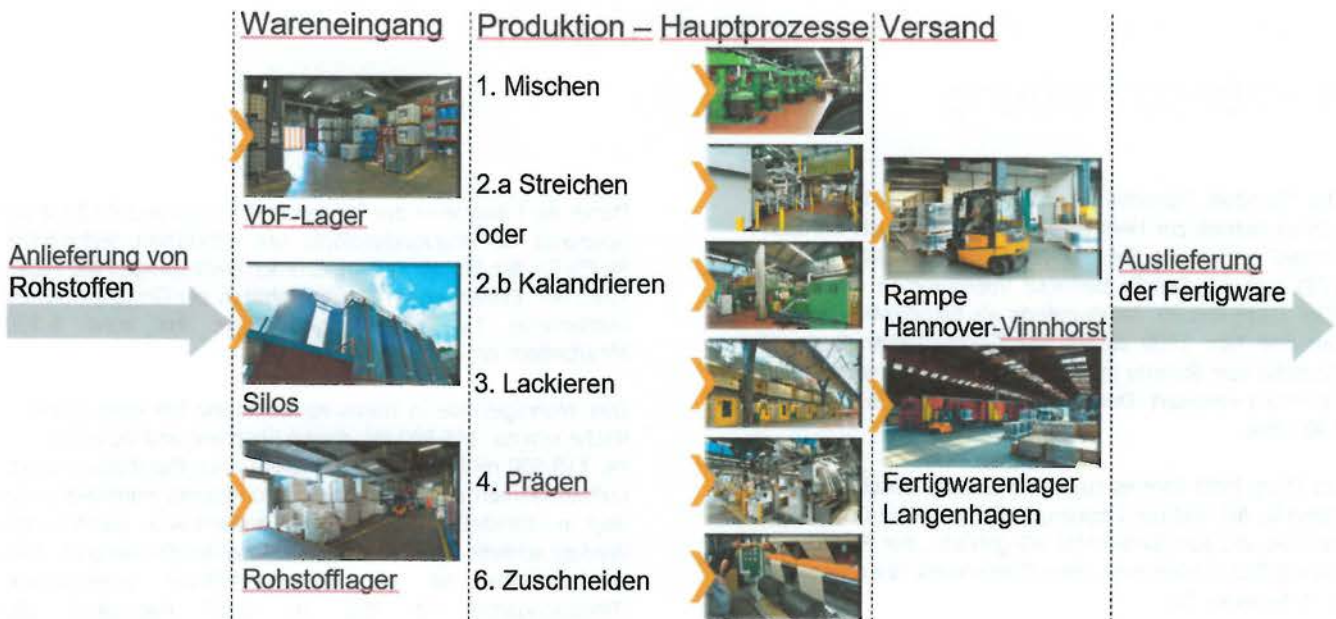 Wareneingang
Produktion – Hauptprozesse
Versand
Anlieferung von
Rohstoffen
VbF-Lager
Silos
Rohstofflager
1. Mischen
2.a Streichen
oder
2.b Kalandrieren
3. Lackieren
4. Prägen
6. Zuschneiden
Rampe
Hannover-Vinnhorst
Fertigwarenlager
Langenhagen
Auslieferung
der Fertigware